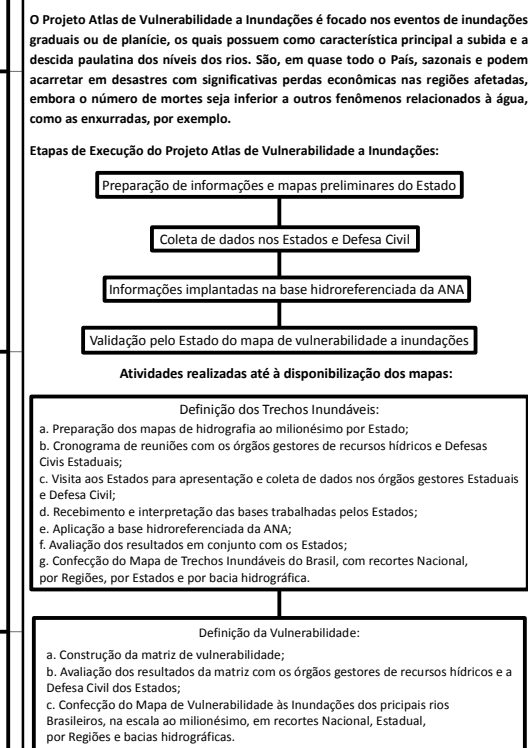 O Projeto Atlas de Vulnerabilidade a Inundações é focado nos eventos de inundações
graduais ou de planície, os quais possuem como característica principal a subida e a
descida paulatina dos níveis dos rios. São, em quase todo o País, sazonais e podem
acarretar em desastres com significativas perdas econômicas nas regiões afetadas,
embora o número de mortes seja inferior a outros fenômenos relacionados à água,
como as enxurradas, por exemplo.
Etapas de Execução do Projeto Atlas de Vulnerabilidade a Inundações:
Preparação de informações e mapas preliminares do Estado
Coleta de dados nos Estados e Defesa Civil
Informações implantadas na base hidroreferenciada da ANA
Validação pelo Estado do mapa de vulnerabilidade a inundações
Atividades realizadas até à disponibilização dos mapas:
Definição dos Trechos Inundáveis:
a. Preparação dos mapas de hidrografia ao milionésimo por Estado;
b. Cronograma de reuniões com os órgãos gestores de recursos hídricos e Defesas
Civis Estaduais;
c. Visita aos Estados para apresentação e coleta de dados nos órgãos gestores Estaduais
e Defesa Civil;
d. Recebimento e interpretação das bases trabalhadas pelos Estados;
e. Aplicação a base hidroreferenciada da ANA;
f. Avaliação dos resultados em conjunto com os Estados;
g. Confecção do Mapa de Trechos Inundáveis do Brasil, com recortes Nacional,
por Regiões, por Estados e por bacia hidrográfica.
Definição da Vulnerabilidade:
a. Construção da matriz de vulnerabilidade;
b. Avaliação dos resultados da matriz com os órgãos gestores de recursos hídricos e a
Defesa Civil dos Estados;
c. Confecção do Mapa de Vulnerabilidade às Inundações dos pricipais rios
Brasileiros, na escala ao milionésimo, em recortes Nacional, Estadual,
por Regiões e bacias hidrográficas.